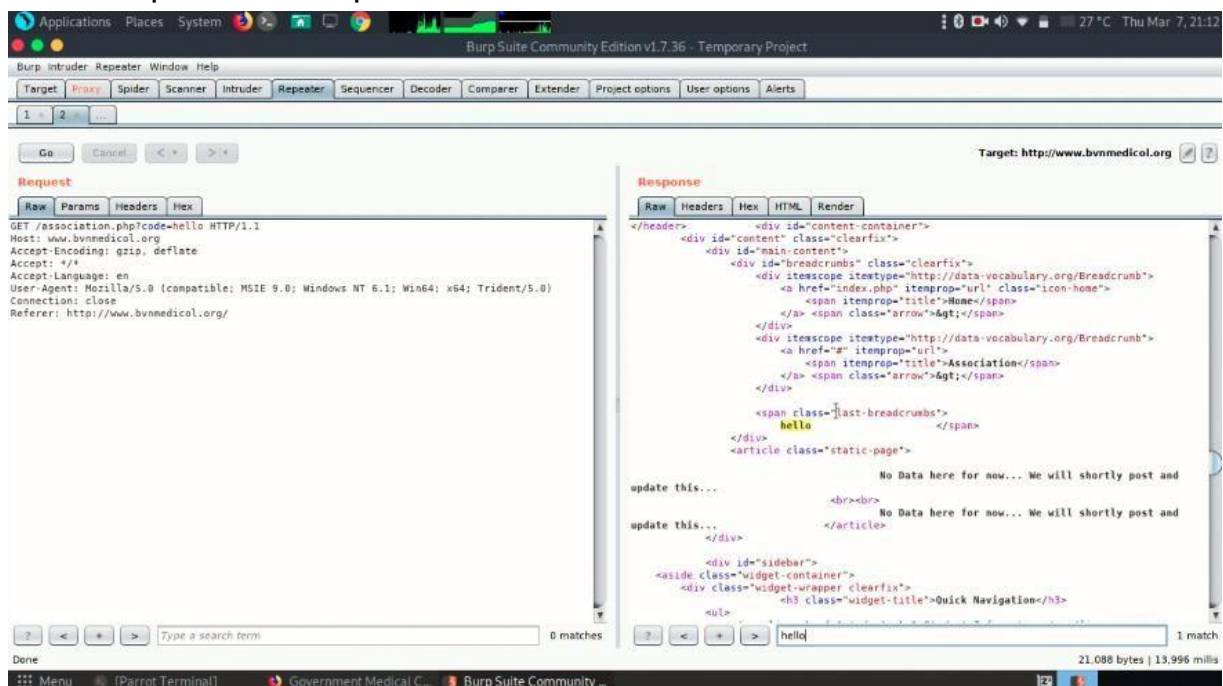 Applications Places System 27 °C Thu Mar 7, 21:12
Burp Suite Community Edition v1.7.36 - Temporary Project
Burp Intruder Repeater Window Help
Target Proxy Spider Scanner Intruder Repeater Sequencer Decoder Comparer Extender Project options User options Alerts
1 × 2 × ...
Go Cancel < > Target: http://www.bvnmedicol.org ?
Request
Raw Params Headers Hex
GET /association.php?code=hello HTTP/1.1
Host: www.bvnmedicol.org
Accept-Encoding: gzip, deflate
Accept: */*
Accept-Language: en
User-Agent: Mozilla/5.0 (compatible; MSIE 9.0; Windows NT 6.1; Win64; x64; Trident/5.0)
Connection: close
Referer: http://www.bvnmedicol.org/
? < + > Type a search term 0 matches
Response
Raw Headers Hex HTML Render
</header> <div id="content-container">
<div id="content" class="clearfix">
<div id="main-content">
<div id="breadcrumbs" class="clearfix">
<div itemscope itemtype="http://data-vocabulary.org/Breadcrumb">
<a href="index.php" itemprop="url" class="icon-home">
<span itemprop="title">Home</span>
</a> <span class="arrow">&gt;</span>
</div>
<div itemscope itemtype="http://data-vocabulary.org/Breadcrumb">
<a href="#" itemprop="url">
<span itemprop="title">Association</span>
</a> <span class="arrow">&gt;</span>
</div>
<span class="last-breadcrumbs">
hello </span>
</div>
<article class="static-page">
No Data here for now... We will shortly post and
update this...
<br><br>
No Data here for now... We will shortly post and
update this... </article>
</div>
<div id="sidebar">
<aside class="widget-container">
<div class="widget-wrapper clearfix">
<h3 class="widget-title">Quick Navigation</h3>
<ul>
? < + > hello 1 match
Done 21,088 bytes | 13,996 millis
Menu [Parrot Terminal] Government Medical C... Burp Suite Community ...